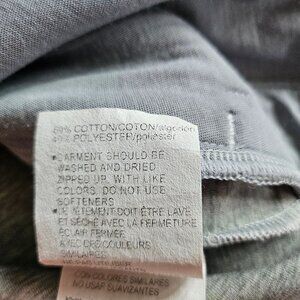 COTTON/COTON/algodón
POLYESTER/poliéster
•GARMENT SHOULD BE
WASHED AND DRIED
ZIPPED UP, WITH LIKE
COLORS. DO NOT USE
SOFTENERS
•LE VÊTEMENT DOIT ÊTRE LAVÉ
ET SÉCHÉ AVEC LA FERMETURE
ÉCLAIR FERMÉE
AVEC DES COULEURS
SIMILAIRES
COLORES SIMILARES
NO USAR SUAVIZANTES